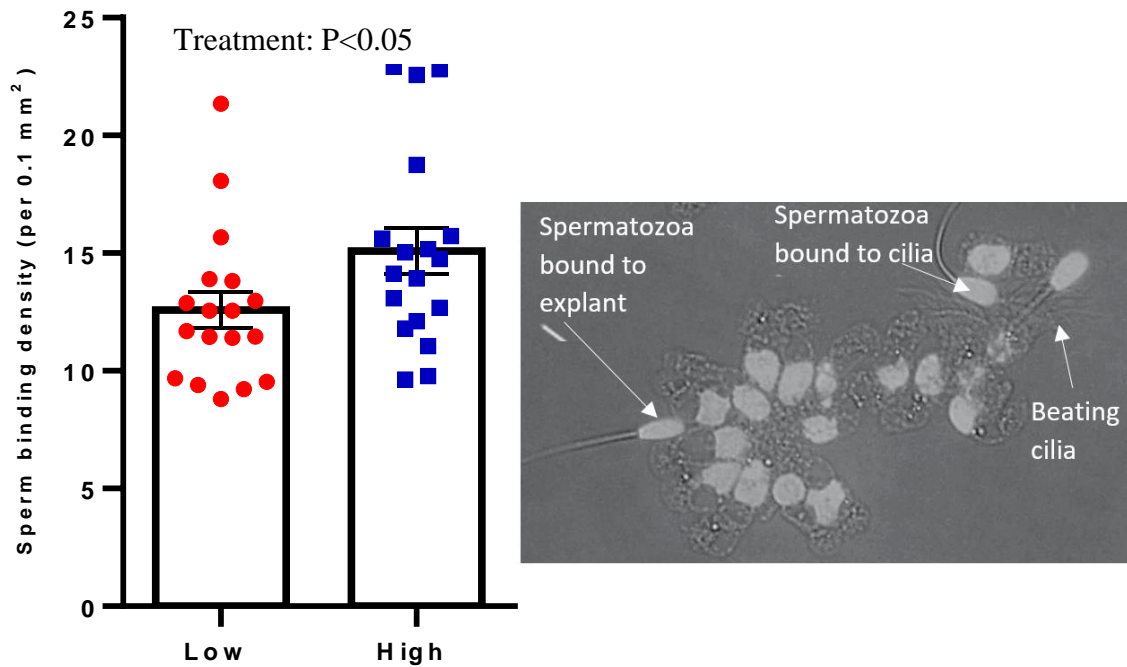 Treatment: P<0.05
Sperm binding density (per 0.1 mm²)
25
20
15
10
5
0
Low
High
Spermatozoa
bound to
explant
Spermatozoa
bound to cilia
Beating
cilia